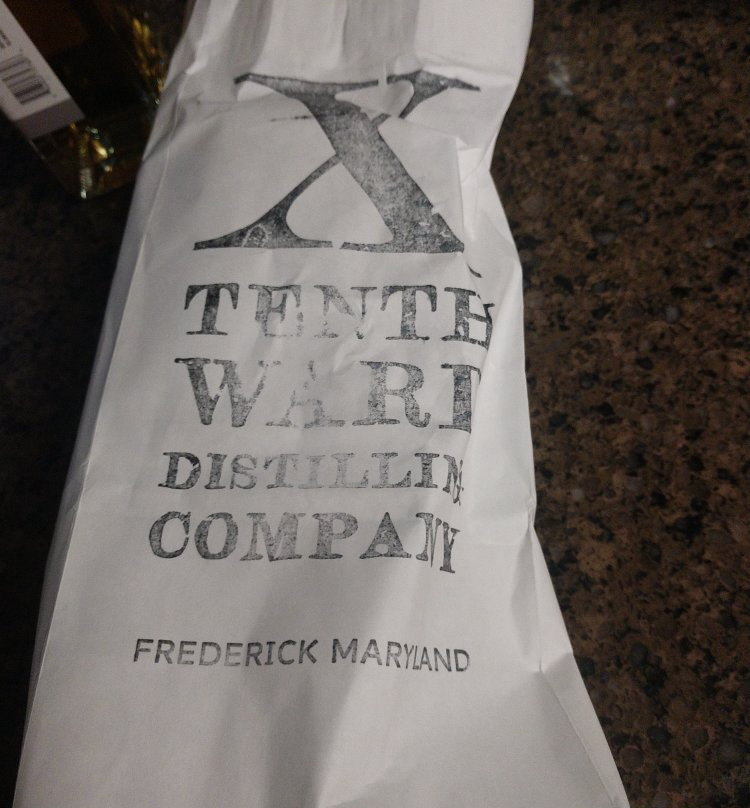 X
TENTH
WARD
DISTILLING
COMPANY
FREDERICK MARYLAND